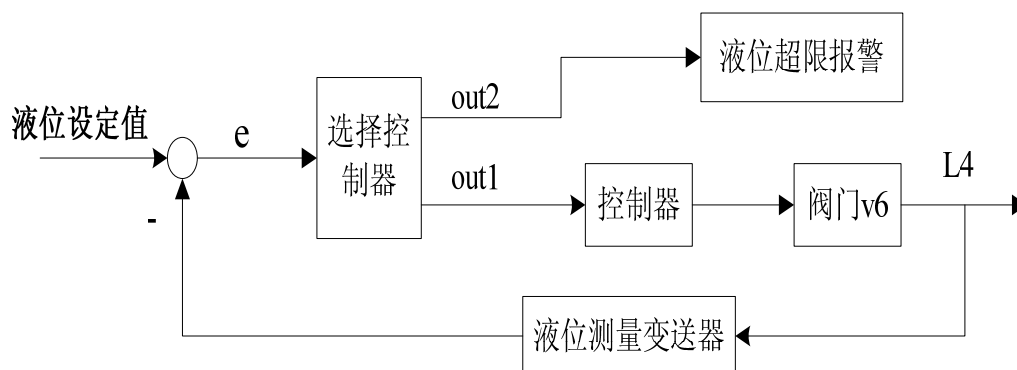 液位超限报警
液位设定值
e
选择控
制器
out2
out1
控制器
阀门v6
L4
-
液位测量变送器